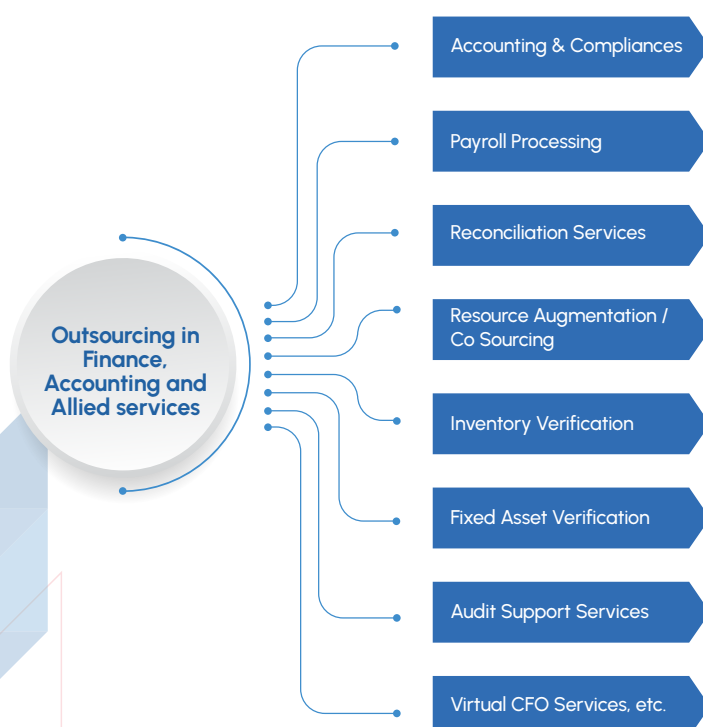 Accounting & Compliances
Payroll Processing
Reconciliation Services
Outsourcing in
Finance,
Accounting and
Allied services
Resource Augmentation /
Co Sourcing
Inventory Verification
Fixed Asset Verification
Audit Support Services
Virtual CFO Services, etc.